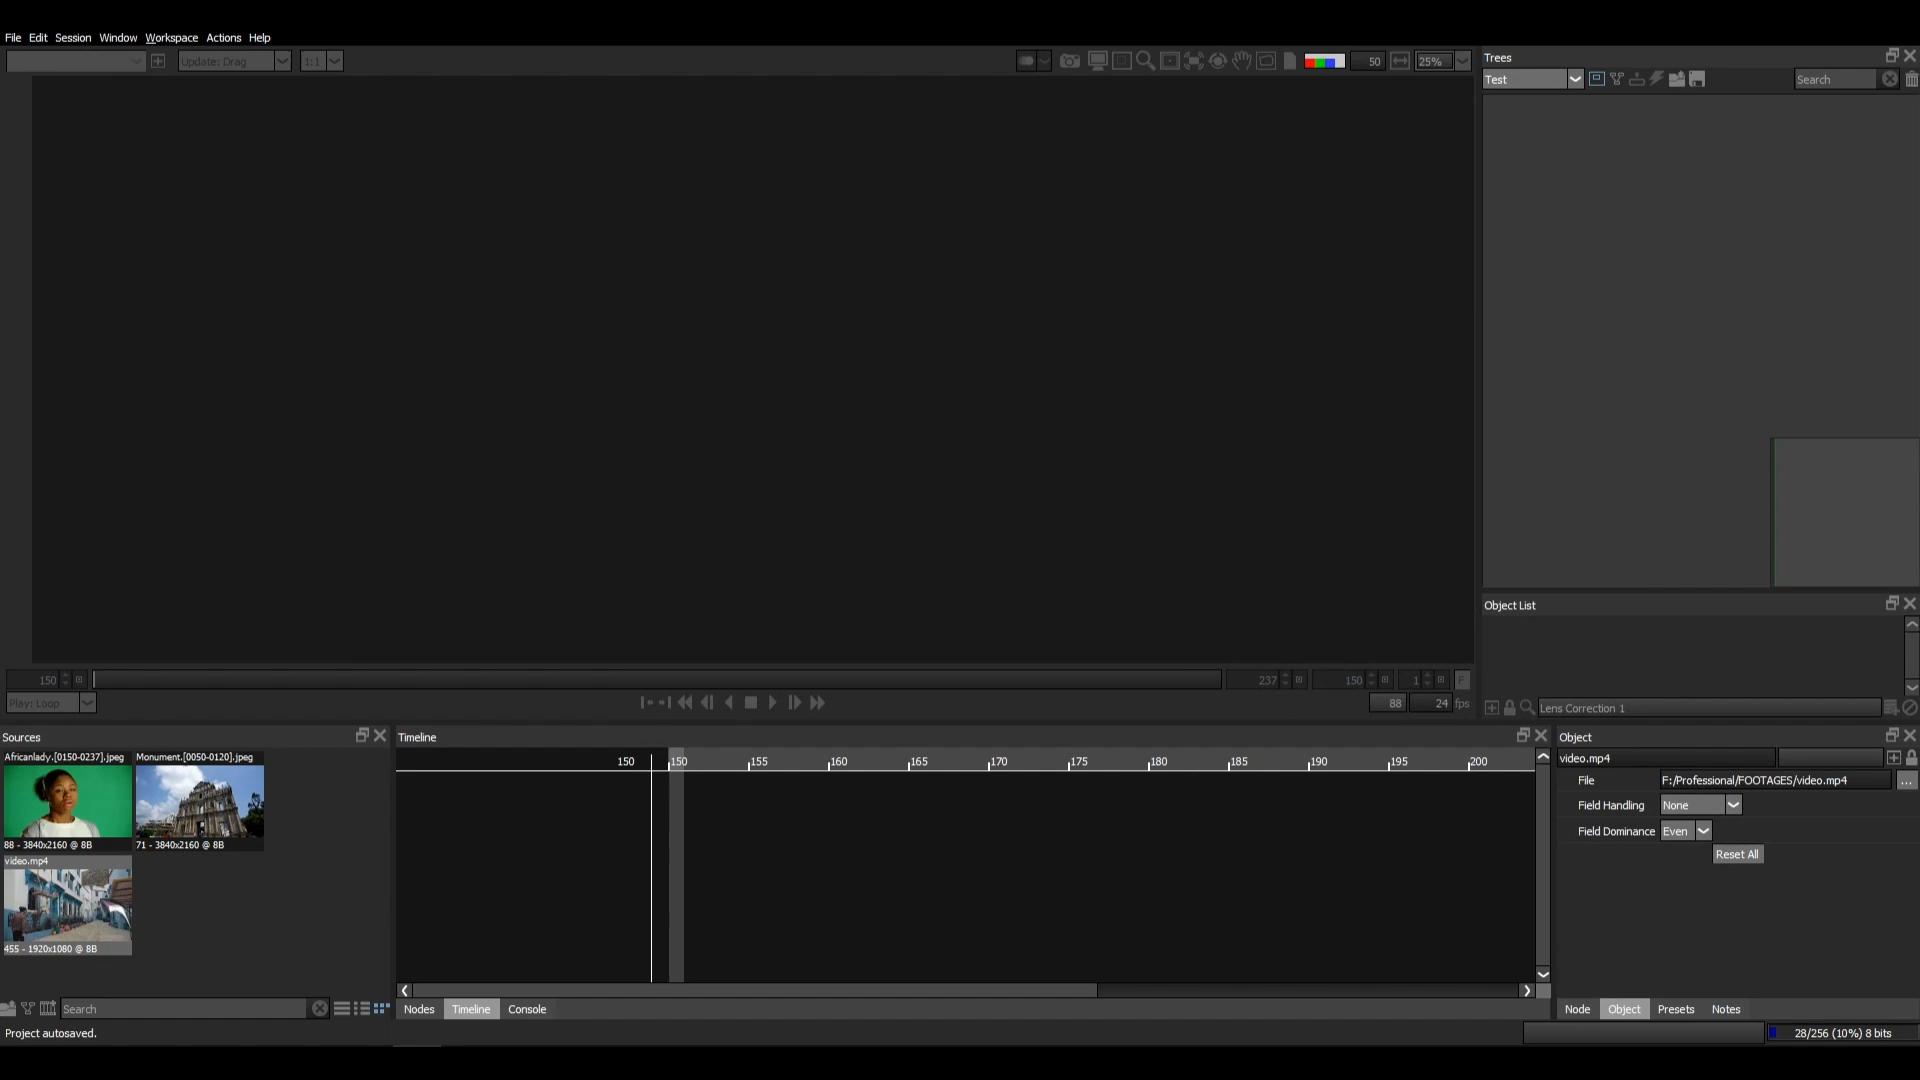 File Edit Session Window Workspace Actions Help
Update: Drag 1:1 50 25%
Trees
Test Search
150 237 150 1 F
Play: Loop 88 24 fps
Object List
Lens Correction 1
Sources
Africanlady.[0150-0237].jpeg Monument.[0050-0120].jpeg
88 - 3840x2160 @ 8B 71 - 3840x2160 @ 8B
video.mp4
455 - 1920x1080 @ 8B
Search
Project autosaved.
Timeline
150 150 155 160 165 170 175 180 185 190 195 200
Nodes Timeline Console
Object
video.mp4
File F:/Professional/FOOTAGES/video.mp4 ...
Field Handling None
Field Dominance Even
Reset All
Node Object Presets Notes
28/256 (10%) 8 bits